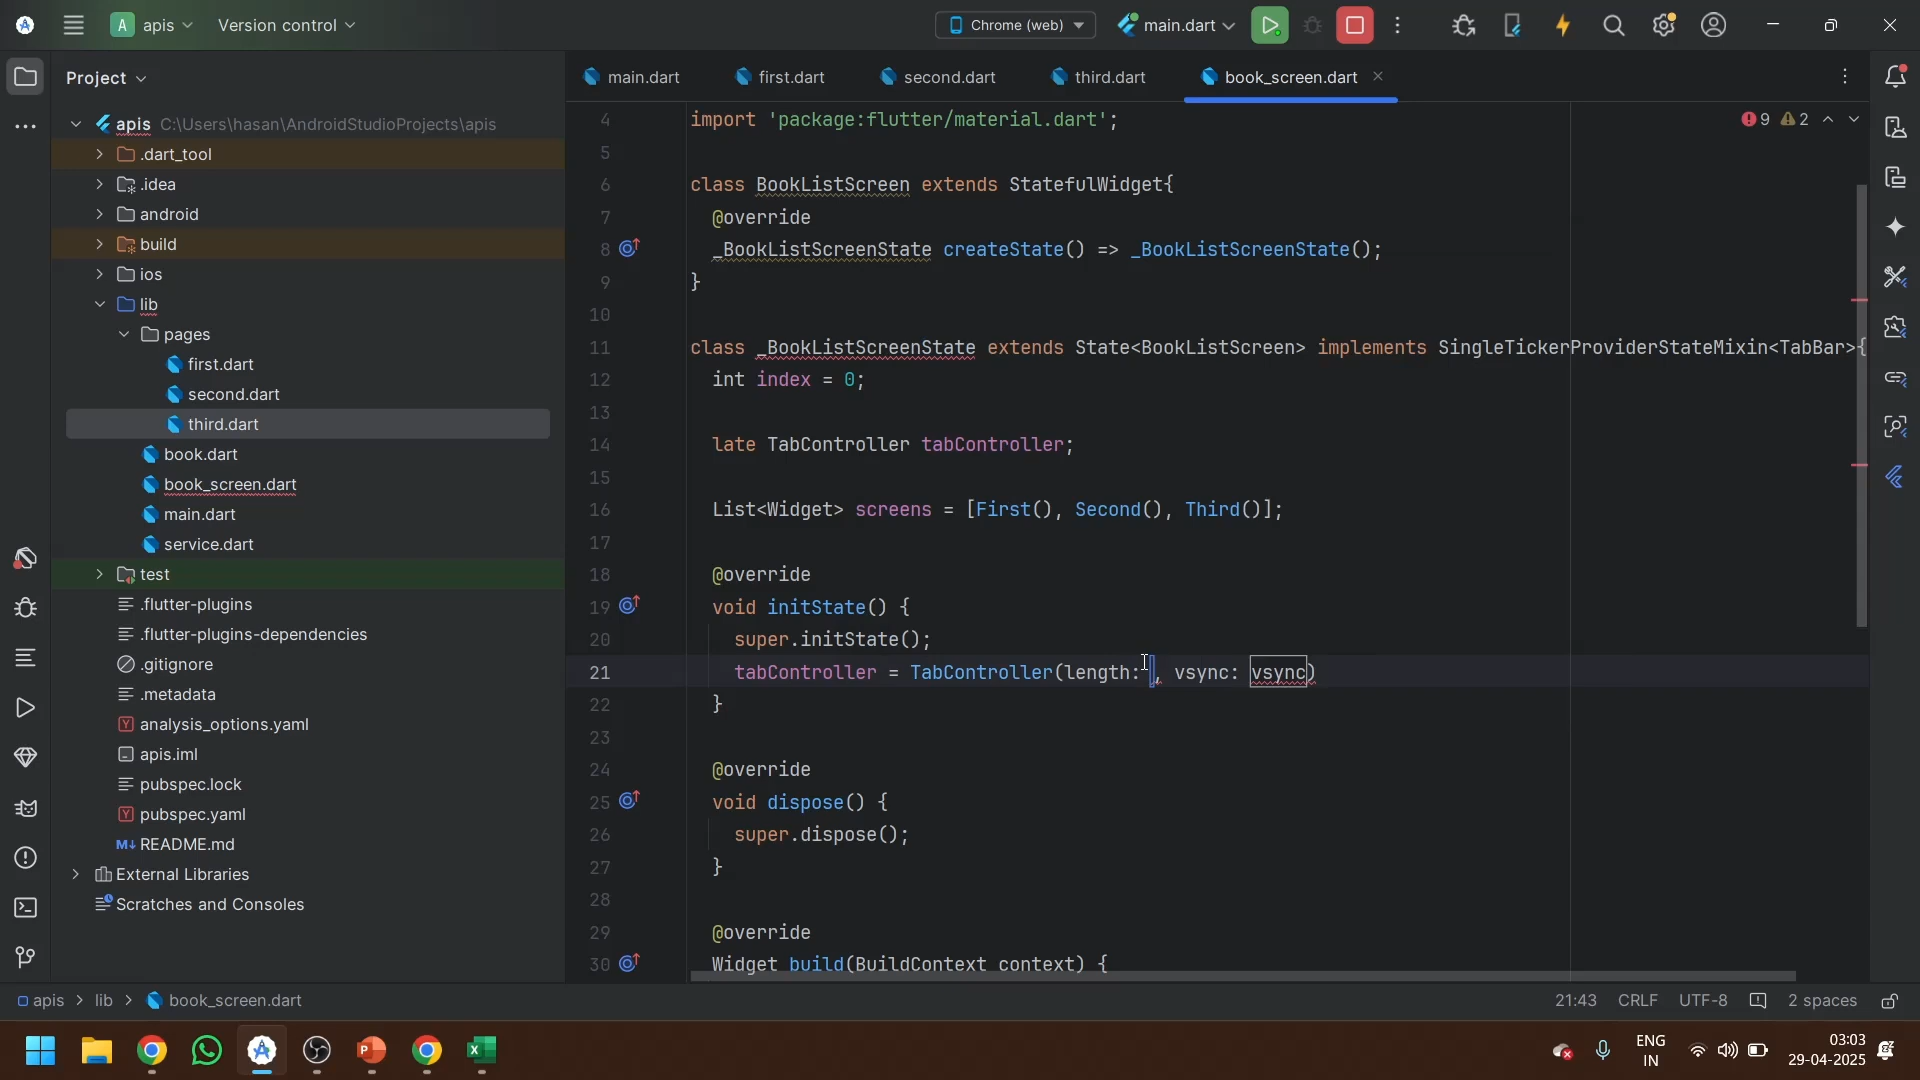 A apis Version control
Chrome (web) main.dart
Project
main.dart first.dart second.dart third.dart book_screen.dart
apis C:\Users\hasan\AndroidStudioProjects\apis
.dart_tool
.idea
android
build
ios
lib
pages
first.dart
second.dart
third.dart
book.dart
book_screen.dart
main.dart
service.dart
test
.flutter-plugins
.flutter-plugins-dependencies
.gitignore
.metadata
analysis_options.yaml
apis.iml
pubspec.lock
pubspec.yaml
M↓ README.md
External Libraries
Scratches and Consoles
9 2
4 import 'package:flutter/material.dart';
5
6 class BookListScreen extends StatefulWidget{
7 @override
8 _BookListScreenState createState() => _BookListScreenState();
9 }
10
11 class _BookListScreenState extends State<BookListScreen> implements SingleTickerProviderStateMixin<TabBar>{
12 int index = 0;
13
14 late TabController tabController;
15
16 List<Widget> screens = [First(), Second(), Third()];
17
18 @override
19 void initState() {
20 super.initState();
21 tabController = TabController(length: , vsync: vsync)
22 }
23
24 @override
25 void dispose() {
26 super.dispose();
27 }
28
29 @override
30 Widget build(BuildContext context) {
apis > lib > book_screen.dart 21:43 CRLF UTF-8 2 spaces
ENG
IN
03:03
29-04-2025